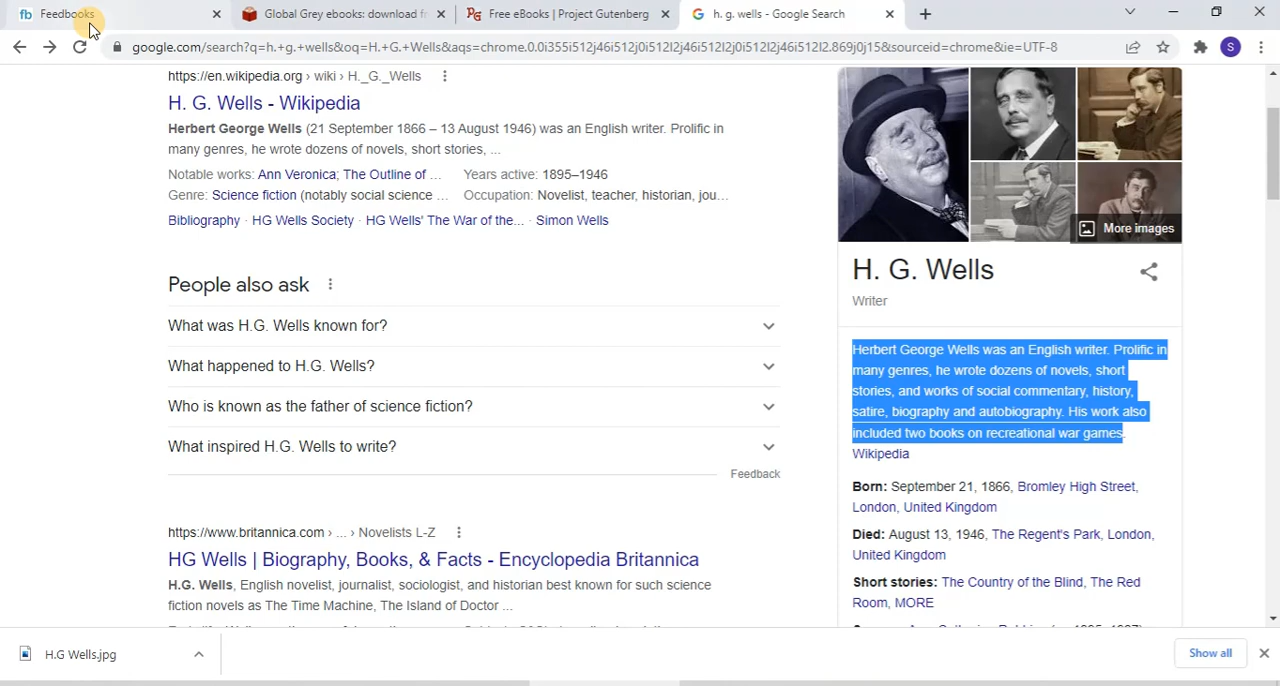 Feedbooks
Global Grey ebooks: download fr
Free eBooks | Project Gutenberg
h. g. wells - Google Search
google.com/search?q=h.+g.+wells&oq=H.+G.+Wells&aqs=chrome.0.0i355i512j46i512j0i512l2j46i512l2j0i512l2j46i512l2.869j0j15&sourceid=chrome&ie=UTF-8
S
https://en.wikipedia.org › wiki › H._G._Wells
H. G. Wells - Wikipedia
Herbert George Wells (21 September 1866 – 13 August 1946) was an English writer. Prolific in
many genres, he wrote dozens of novels, short stories, ...
Notable works: Ann Veronica; The Outline of ... Years active: 1895–1946
Genre: Science fiction (notably social science ... Occupation: Novelist, teacher, historian, jou...
Bibliography · HG Wells Society · HG Wells' The War of the... · Simon Wells
People also ask
What was H.G. Wells known for?
What happened to H.G. Wells?
Who is known as the father of science fiction?
What inspired H.G. Wells to write?
Feedback
https://www.britannica.com › ... › Novelists L-Z
HG Wells | Biography, Books, & Facts - Encyclopedia Britannica
H.G. Wells, English novelist, journalist, sociologist, and historian best known for such science
fiction novels as The Time Machine, The Island of Doctor ...
More images
H. G. Wells
Writer
Herbert George Wells was an English writer. Prolific in
many genres, he wrote dozens of novels, short
stories, and works of social commentary, history,
satire, biography and autobiography. His work also
included two books on recreational war games.
Wikipedia
Born: September 21, 1866, Bromley High Street,
London, United Kingdom
Died: August 13, 1946, The Regent's Park, London,
United Kingdom
Short stories: The Country of the Blind, The Red
Room, MORE
H.G Wells.jpg
Show all